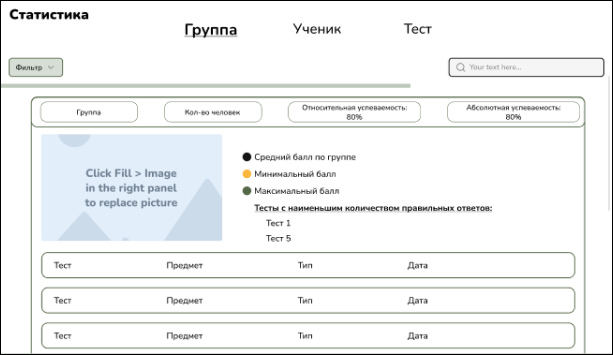 Статистика
Группа Ученик Тест
Фильтр Your text here...
Группа Кол-во человек Относительная успеваемость: 80% Абсолютная успеваемость: 80%
Click Fill > Image
in the right panel
to replace picture
Средний балл по группе
Минимальный балл
Максимальный балл
Тесты с наименьшим количеством правильных ответов:
Тест 1
Тест 5
Тест Предмет Тип Дата
Тест Предмет Тип Дата
Тест Предмет Тип Дата